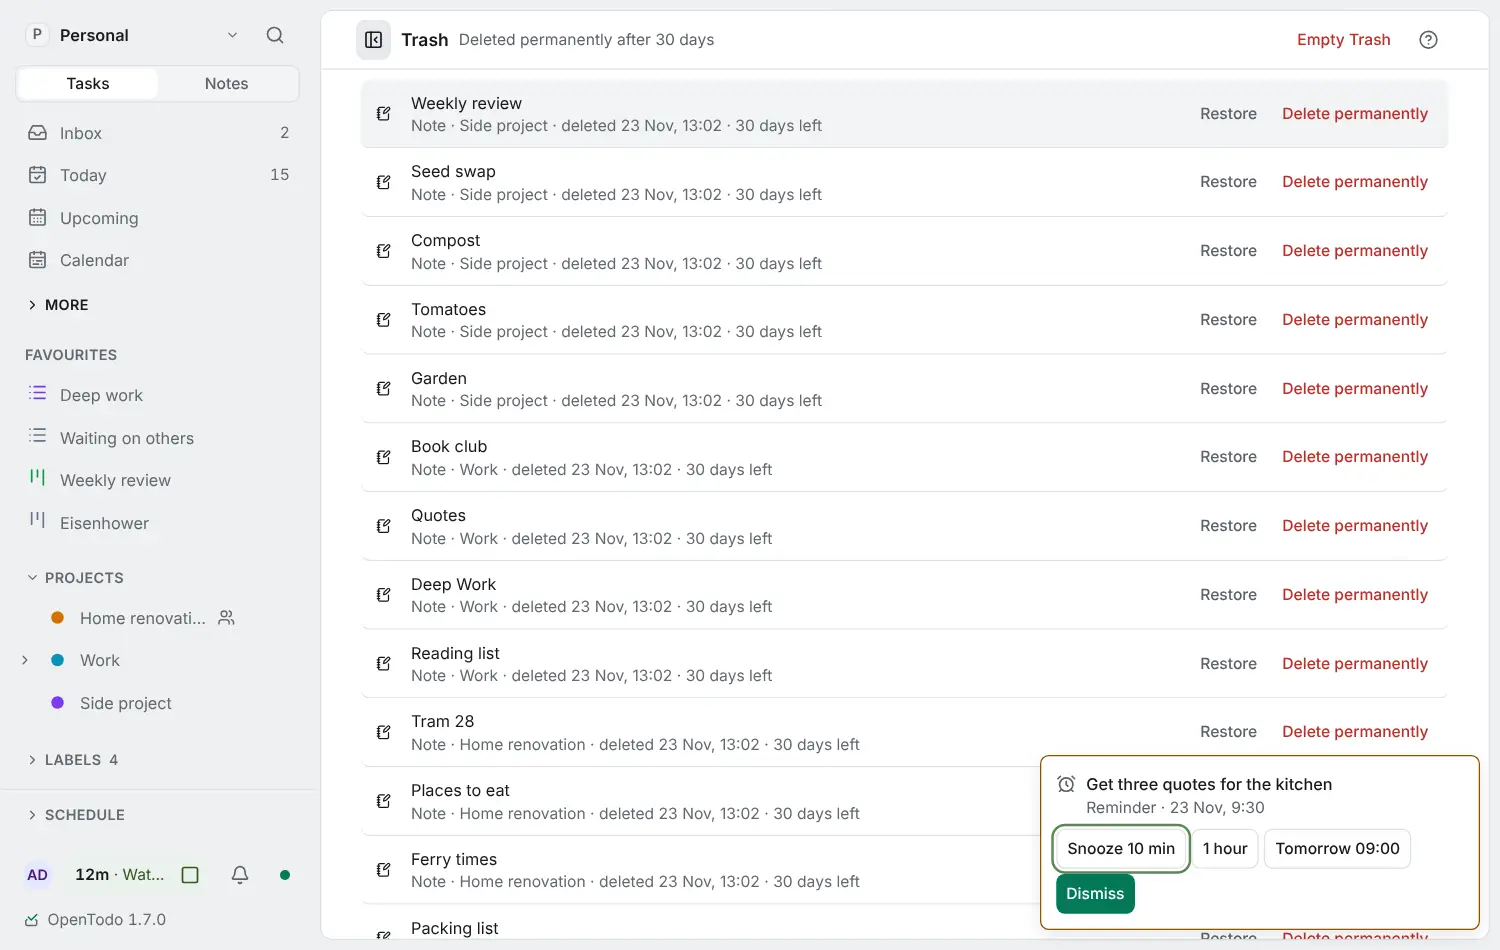 P Personal
Tasks Notes
Inbox 2
Today 15
Upcoming
Calendar
MORE
FAVOURITES
Deep work
Waiting on others
Weekly review
Eisenhower
PROJECTS
Home renovati...
Work
Side project
LABELS 4
SCHEDULE
AD 12m · Wat...
OpenTodo 1.7.0
Trash Deleted permanently after 30 days Empty Trash
Weekly review
Note · Side project · deleted 23 Nov, 13:02 · 30 days left
Restore Delete permanently
Seed swap
Note · Side project · deleted 23 Nov, 13:02 · 30 days left
Restore Delete permanently
Compost
Note · Side project · deleted 23 Nov, 13:02 · 30 days left
Restore Delete permanently
Tomatoes
Note · Side project · deleted 23 Nov, 13:02 · 30 days left
Restore Delete permanently
Garden
Note · Side project · deleted 23 Nov, 13:02 · 30 days left
Restore Delete permanently
Book club
Note · Work · deleted 23 Nov, 13:02 · 30 days left
Restore Delete permanently
Quotes
Note · Work · deleted 23 Nov, 13:02 · 30 days left
Restore Delete permanently
Deep Work
Note · Work · deleted 23 Nov, 13:02 · 30 days left
Restore Delete permanently
Reading list
Note · Work · deleted 23 Nov, 13:02 · 30 days left
Restore Delete permanently
Tram 28
Note · Home renovation · deleted 23 Nov, 13:02 · 30 days left
Restore Delete permanently
Places to eat
Note · Home renovation · deleted 23 Nov, 13:02 · 30 days left
Ferry times
Note · Home renovation · deleted 23 Nov, 13:02 · 30 days left
Packing list
Restore Delete permanently
Get three quotes for the kitchen
Reminder · 23 Nov, 9:30
Snooze 10 min 1 hour Tomorrow 09:00
Dismiss